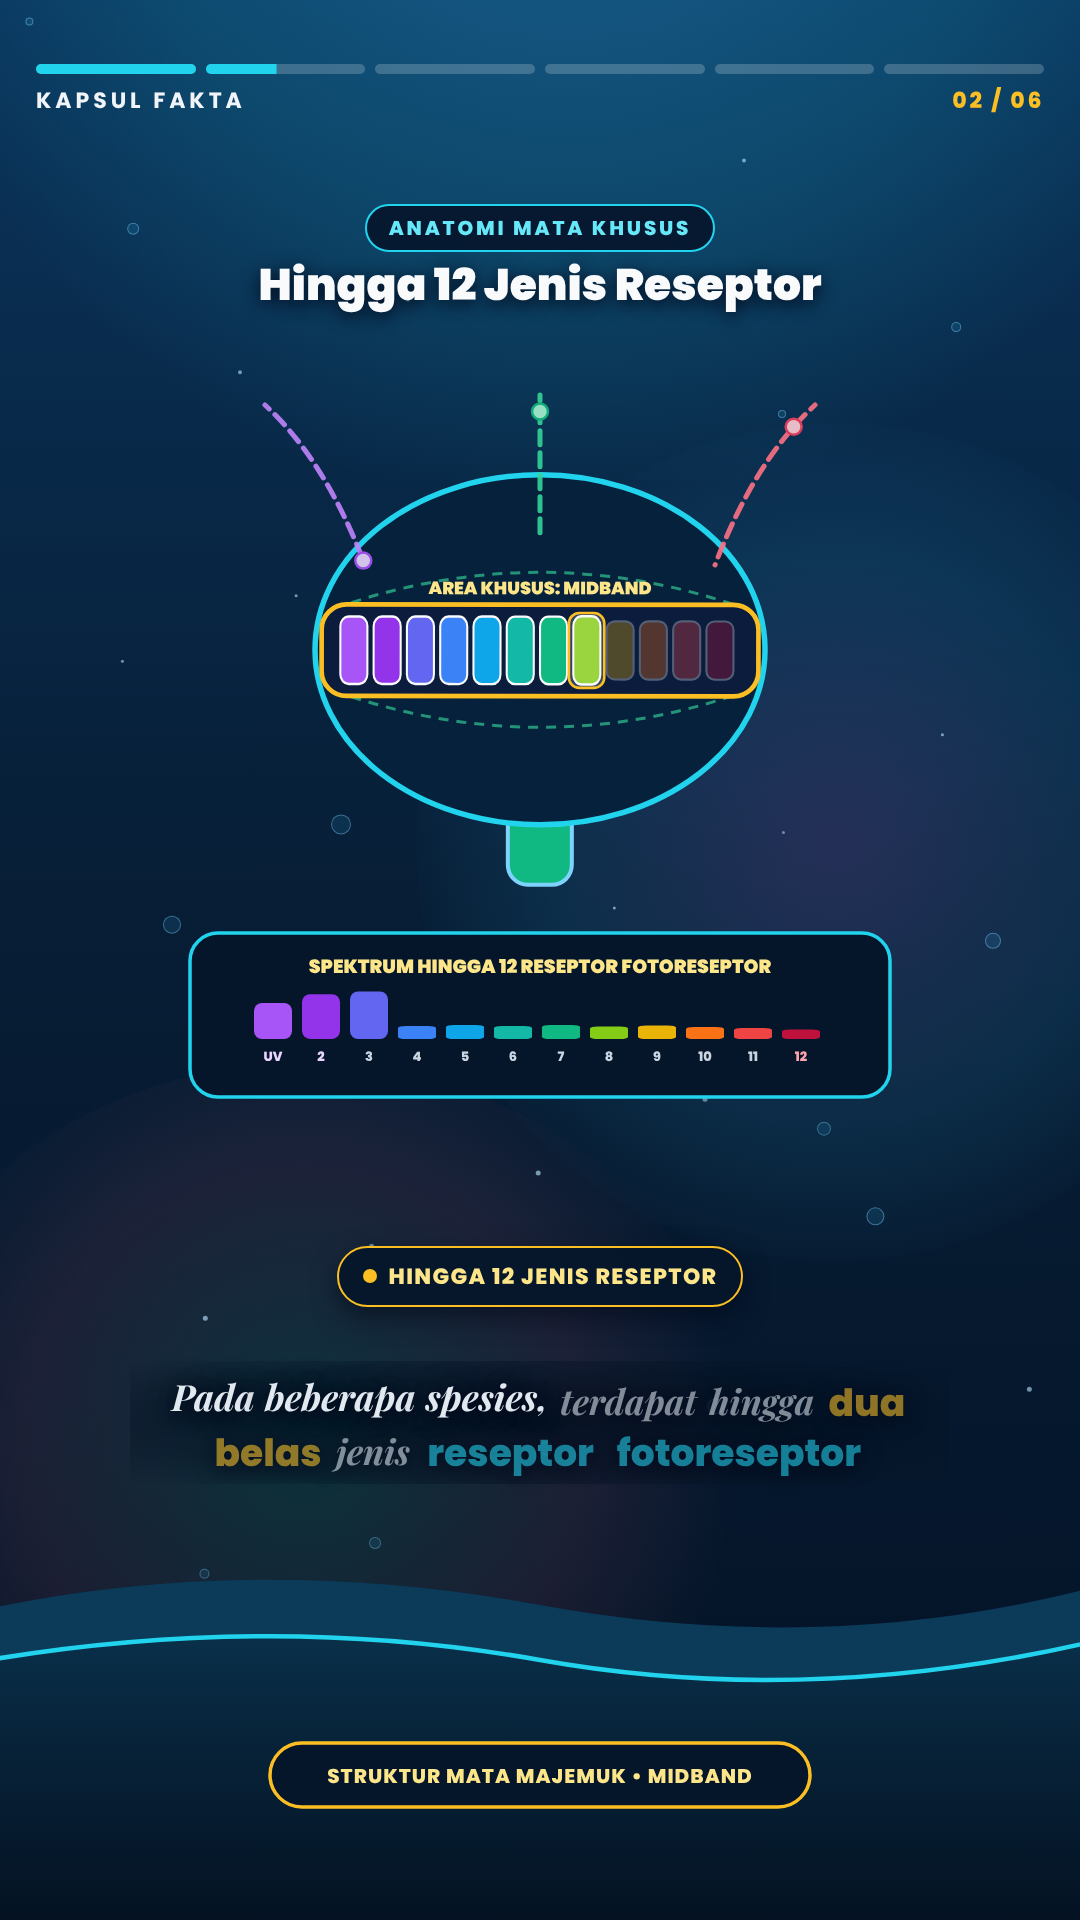 KAPSUL FAKTA
02 / 06
ANATOMI MATA KHUSUS
Hingga 12 Jenis Reseptor
AREA KHUSUS: MIDBAND
SPEKTRUM HINGGA 12 RESEPTOR FOTORESEPTOR
UV 2 3 4 5 6 7 8 9 10 11 12
HINGGA 12 JENIS RESEPTOR
Pada beberapa spesies, terdapat hingga dua
belas jenis reseptor fotoreseptor
STRUKTUR MATA MAJEMUK • MIDBAND